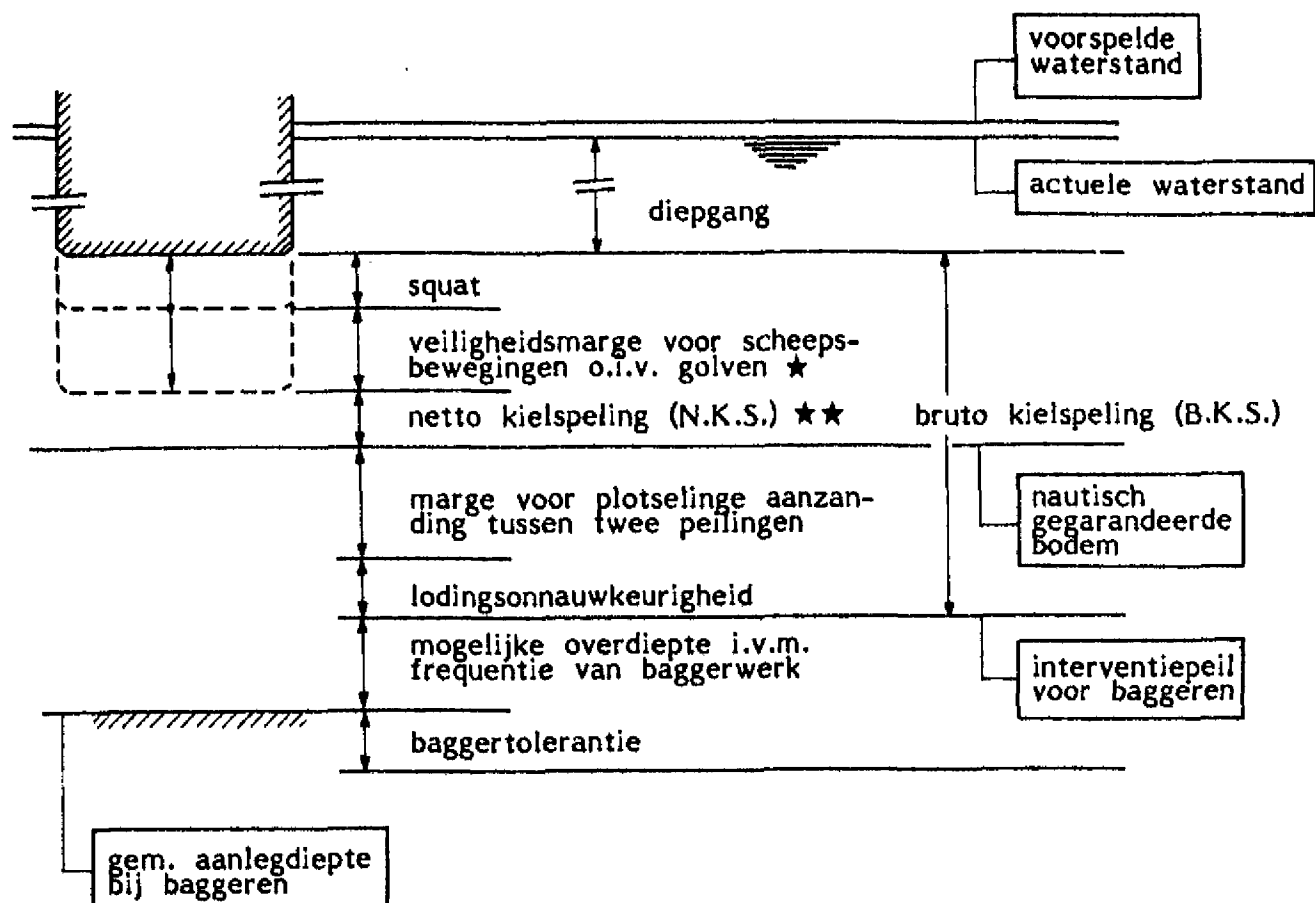 voorspelde
waterstand
actuele waterstand
diepgang
squat
veiligheidsmarge voor scheeps-
bewegingen o.i.v. golven ★
netto kielspeling (N.K.S.) ★★
bruto kielspeling (B.K.S.)
marge voor plotselinge aanzan-
ding tussen twee peilingen
nautisch
gegarandeerde
bodem
lodingsonnauwkeurigheid
mogelijke overdiepte i.v.m.
frequentie van baggerwerk
interventiepeil
voor baggeren
baggertolerantie
gem. aanlegdiepte
bij baggeren